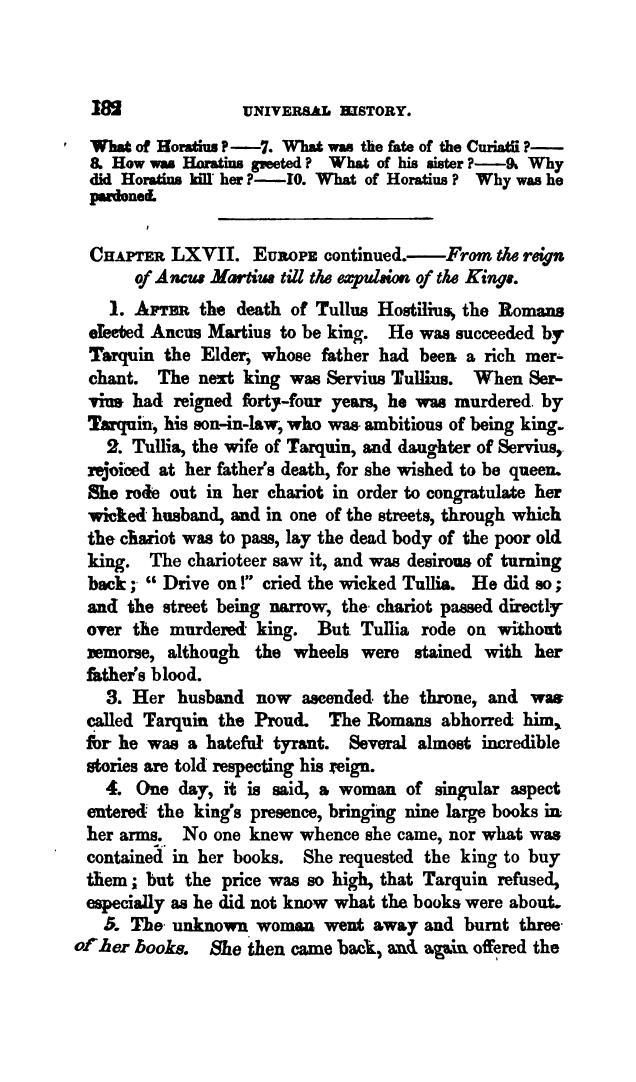 182 UNIVERSAL HISTORY.
What of Horatius?——7. What was the fate of the Curiatii?——
8. How was Horatius greeted? What of his sister?——9. Why
did Horatius kill her?——10. What of Horatius? Why was he
pardoned.
CHAPTER LXVII. EUROPE continued.——From the reign
of Ancus Martius till the expulsion of the Kings.
1. AFTER the death of Tullus Hostilius, the Romans
elected Ancus Martius to be king. He was succeeded by
Tarquin the Elder, whose father had been a rich mer-
chant. The next king was Servius Tullius. When Ser-
vius had reigned forty-four years, he was murdered by
Tarquin, his son-in-law, who was ambitious of being king.
2. Tullia, the wife of Tarquin, and daughter of Servius,
rejoiced at her father's death, for she wished to be queen.
She rode out in her chariot in order to congratulate her
wicked husband, and in one of the streets, through which
the chariot was to pass, lay the dead body of the poor old
king. The charioteer saw it, and was desirous of turning
back; "Drive on!" cried the wicked Tullia. He did so;
and the street being narrow, the chariot passed directly
over the murdered king. But Tullia rode on without
remorse, although the wheels were stained with her
father's blood.
3. Her husband now ascended the throne, and was
called Tarquin the Proud. The Romans abhorred him,
for he was a hateful tyrant. Several almost incredible
stories are told respecting his reign.
4. One day, it is said, a woman of singular aspect
entered the king's presence, bringing nine large books in
her arms. No one knew whence she came, nor what was
contained in her books. She requested the king to buy
them; but the price was so high, that Tarquin refused,
especially as he did not know what the books were about.
5. The unknown woman went away and burnt three
of her books. She then came back, and again offered the